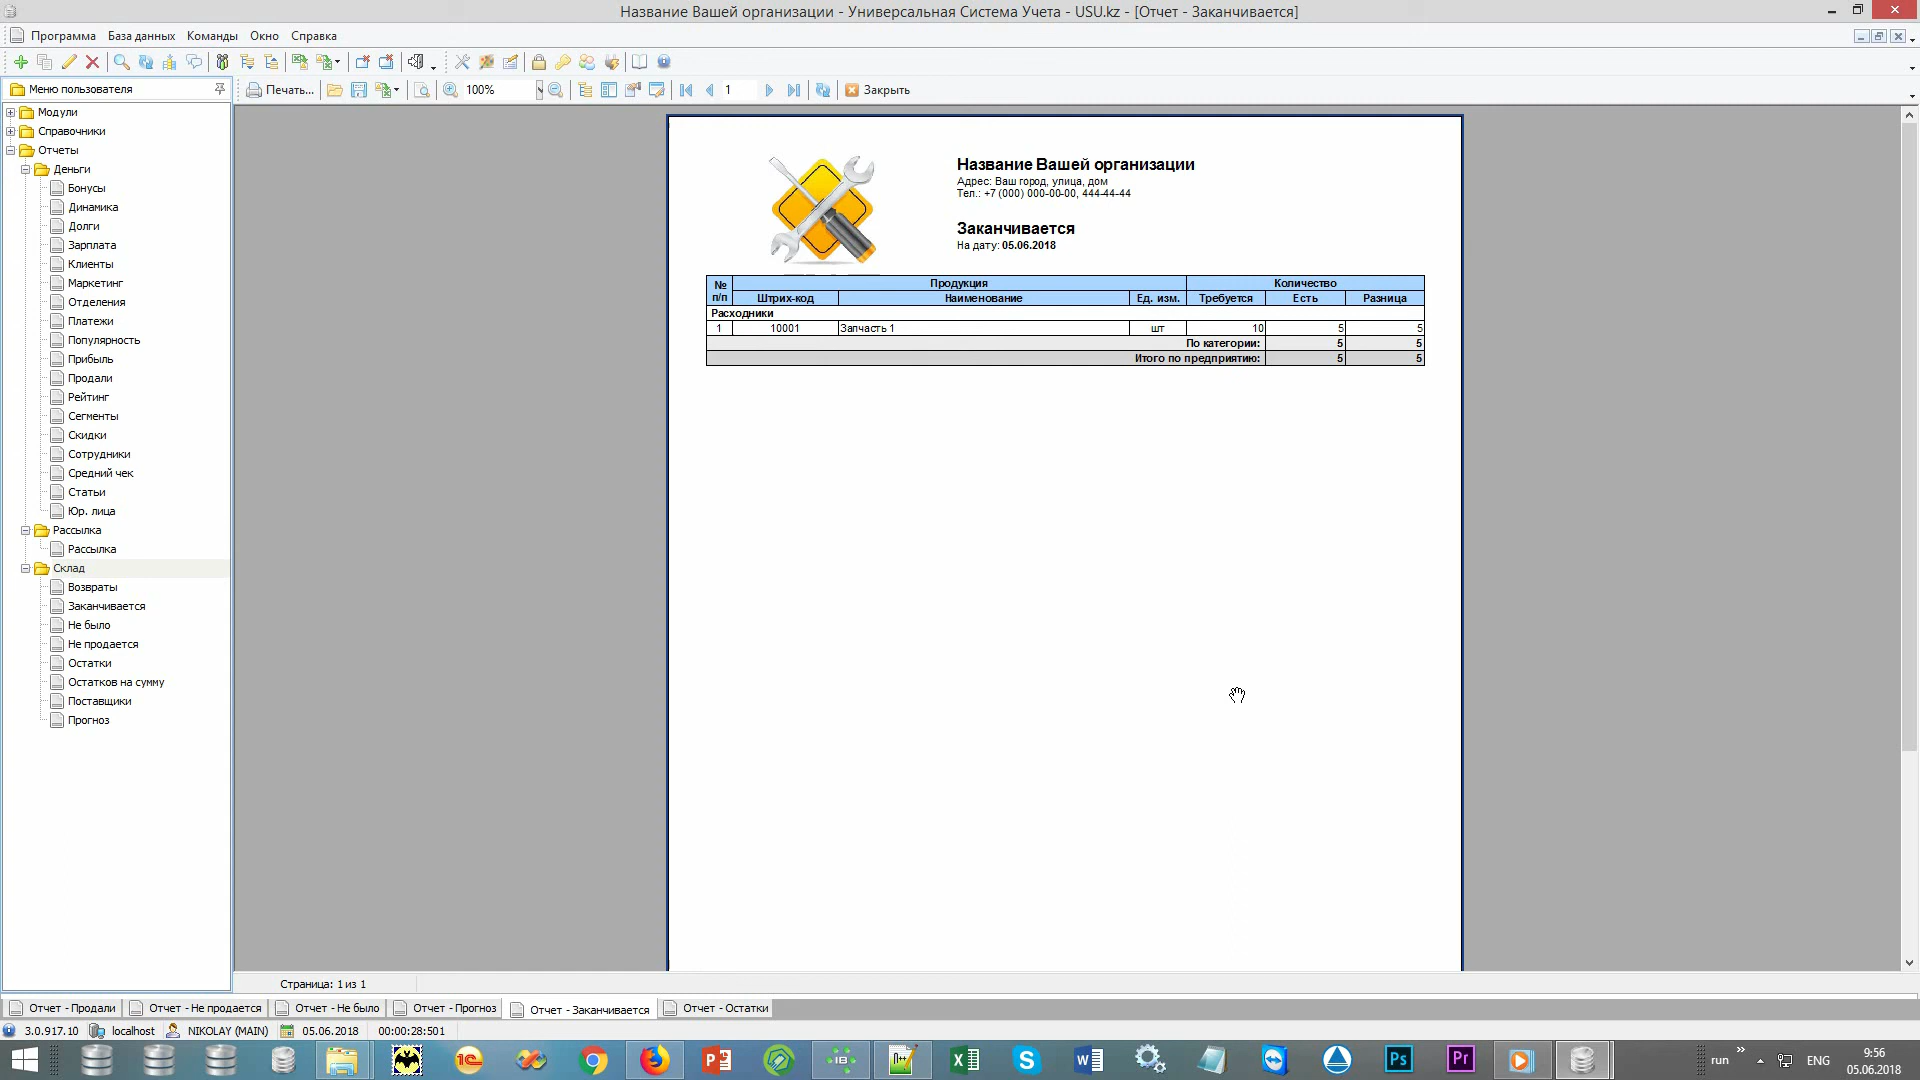 Название Вашей организации - Универсальная Система Учета - USU.kz - [Отчет - Заканчивается]
Программа База данных Команды Окно Справка
Меню пользователя
Печать... 100% 1 Закрыть
Модули
Справочники
Отчеты
Деньги
Бонусы
Динамика
Долги
Зарплата
Клиенты
Маркетинг
Отделения
Платежи
Популярность
Прибыль
Продали
Рейтинг
Сегменты
Скидки
Сотрудники
Средний чек
Статьи
Юр. лица
Рассылка
Рассылка
Склад
Возвраты
Заканчивается
Не было
Не продается
Остатки
Остатков на сумму
Поставщики
Прогноз
Название Вашей организации
Адрес: Ваш город, улица, дом
Тел.: +7 (000) 000-00-00, 444-44-44
Заканчивается
На дату: 05.06.2018
№ п/п Продукция Количество
Штрих-код Наименование Ед. изм. Требуется Есть Разница
Расходники
1 10001 Запчасть 1 шт 10 5 5
По категории: 5 5
Итого по предприятию: 5 5
Страница: 1 из 1
Отчет - Продали Отчет - Не продается Отчет - Не было Отчет - Прогноз Отчет - Заканчивается Отчет - Остатки
3.0.917.10 localhost NIKOLAY (MAIN) 05.06.2018 00:00:28:501
run ENG 9:56
05.06.2018